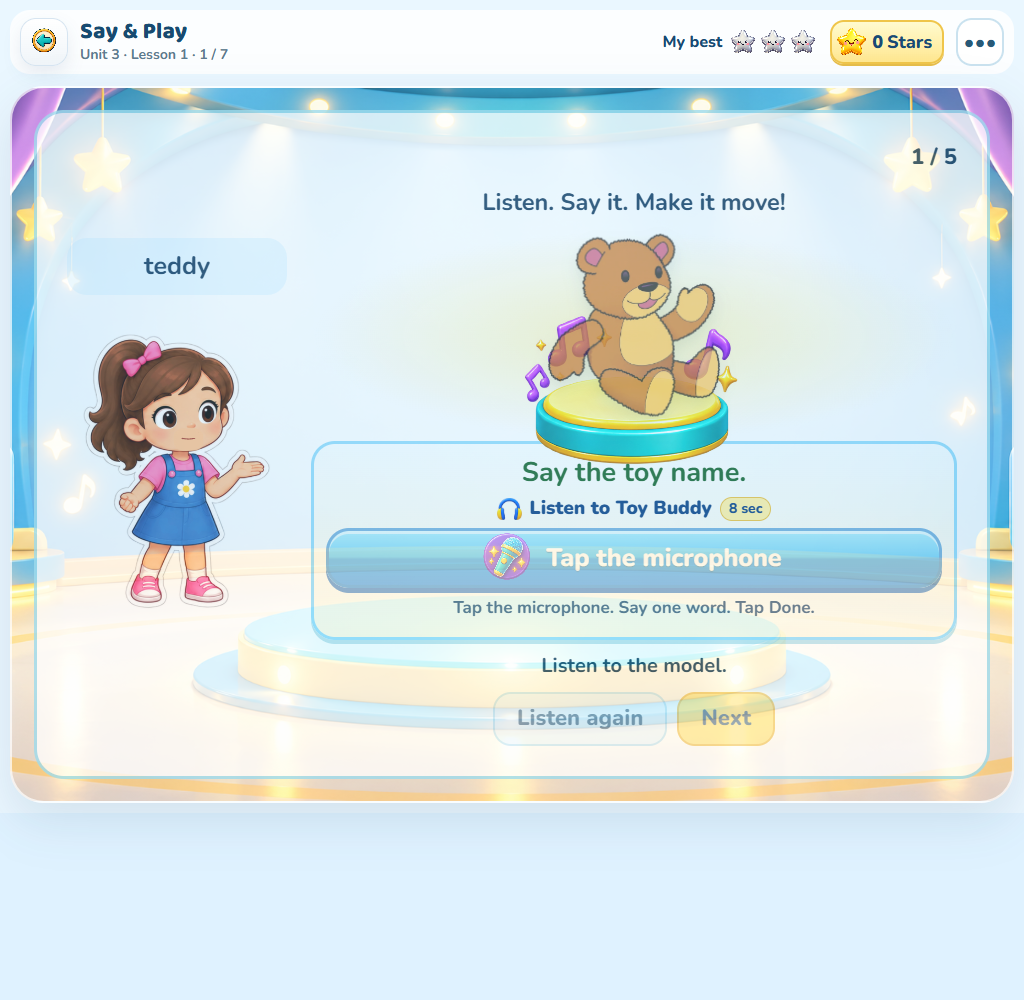 Say & Play
Unit 3 · Lesson 1 · 1 / 7
My best
0 Stars
1 / 5
Listen. Say it. Make it move!
teddy
Say the toy name.
Listen to Toy Buddy 8 sec
Tap the microphone
Tap the microphone. Say one word. Tap Done.
Listen to the model.
Listen again Next